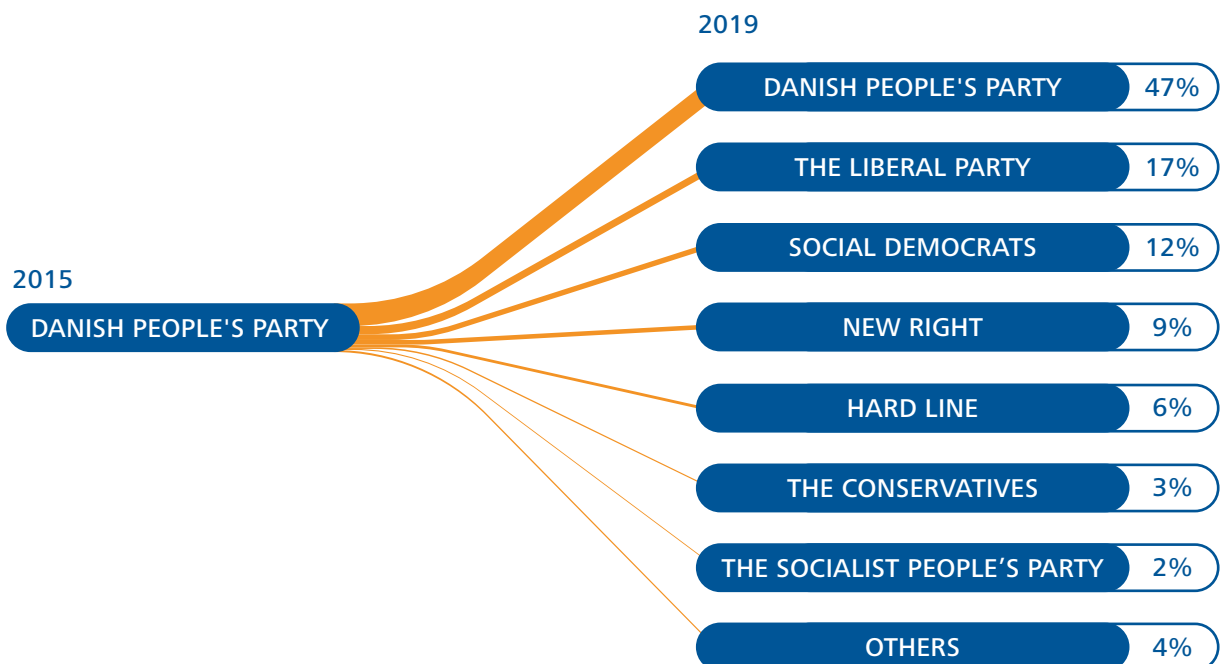 2019
DANISH PEOPLE'S PARTY 47%
THE LIBERAL PARTY 17%
SOCIAL DEMOCRATS 12%
2015
DANISH PEOPLE'S PARTY
NEW RIGHT 9%
HARD LINE 6%
THE CONSERVATIVES 3%
THE SOCIALIST PEOPLE’S PARTY 2%
OTHERS 4%